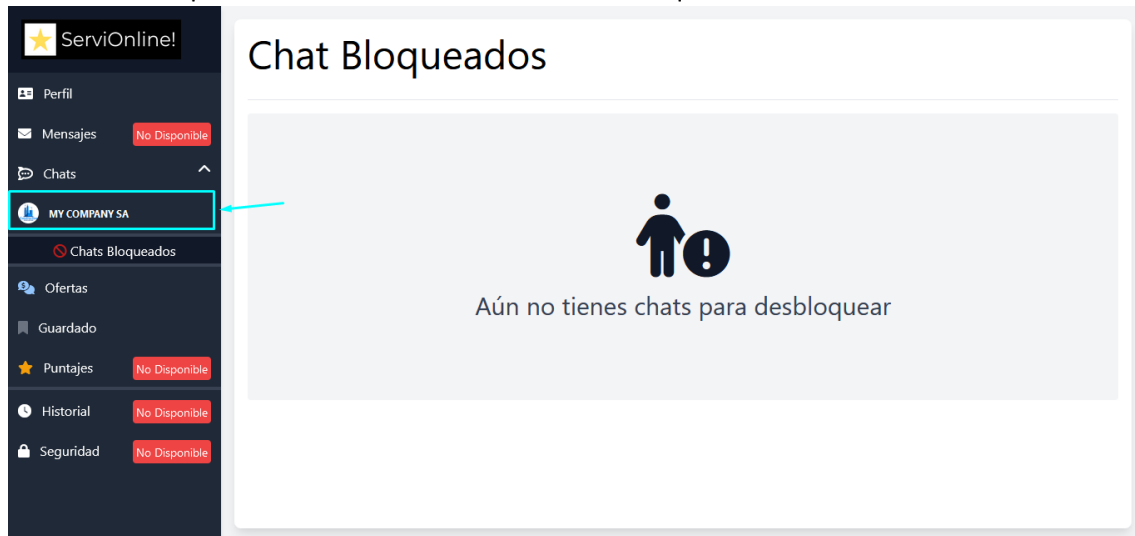 ServiOnline!
Perfil
Mensajes No Disponible
Chats
MY COMPANY SA
Chats Bloqueados
Ofertas
Guardado
Puntajes No Disponible
Historial No Disponible
Seguridad No Disponible
Chat Bloqueados
Aún no tienes chats para desbloquear